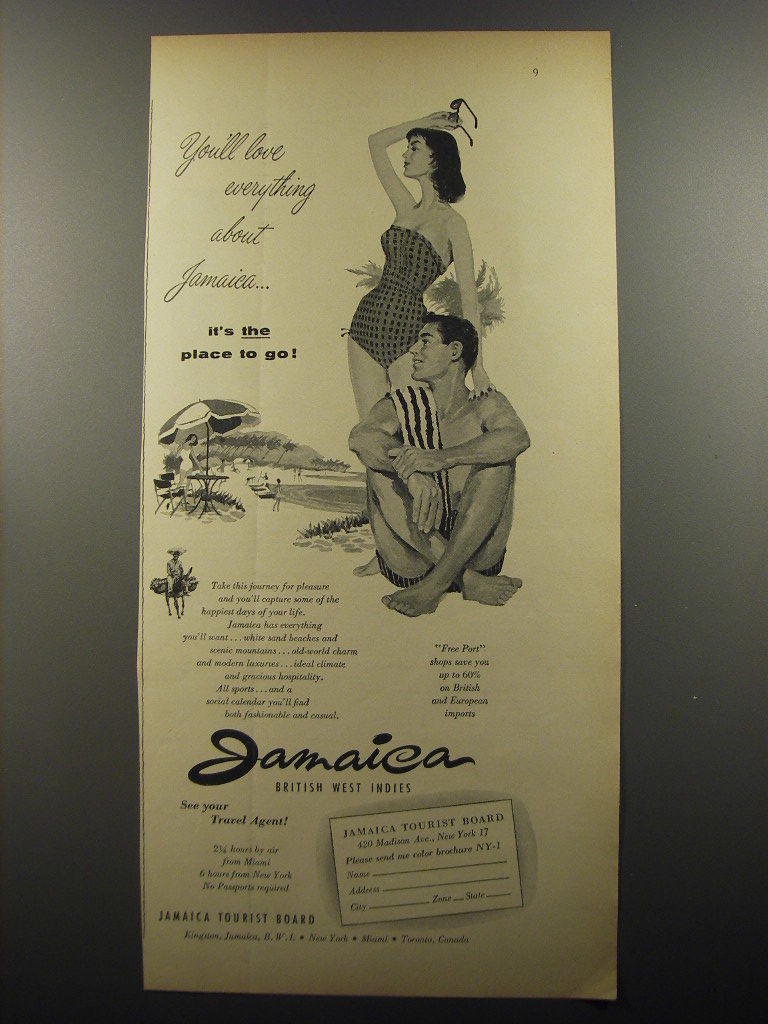 9
You'll love
everything
about
Jamaica...
it's the
place to go!
Take this journey for pleasure
and you'll capture some of the
happiest days of your life.
Jamaica has everything
you'll want...white sand beaches and
scenic mountains...old-world charm
and modern luxuries...ideal climate
and gracious hospitality.
All sports...and a
social calendar you'll find
both fashionable and casual.
"Free Port"
shops save you
up to 60%
on British
and European
imports
Jamaica
BRITISH WEST INDIES
See your
Travel Agent!
2¼ hours by air
from Miami
6 hours from New York
No Passports required
JAMAICA TOURIST BOARD
420 Madison Ave., New York 17
Please send me color brochure NY-1
Name
Address
City Zone State
JAMAICA TOURIST BOARD
Kingston, Jamaica, B.W.I. • New York • Miami • Toronto, Canada